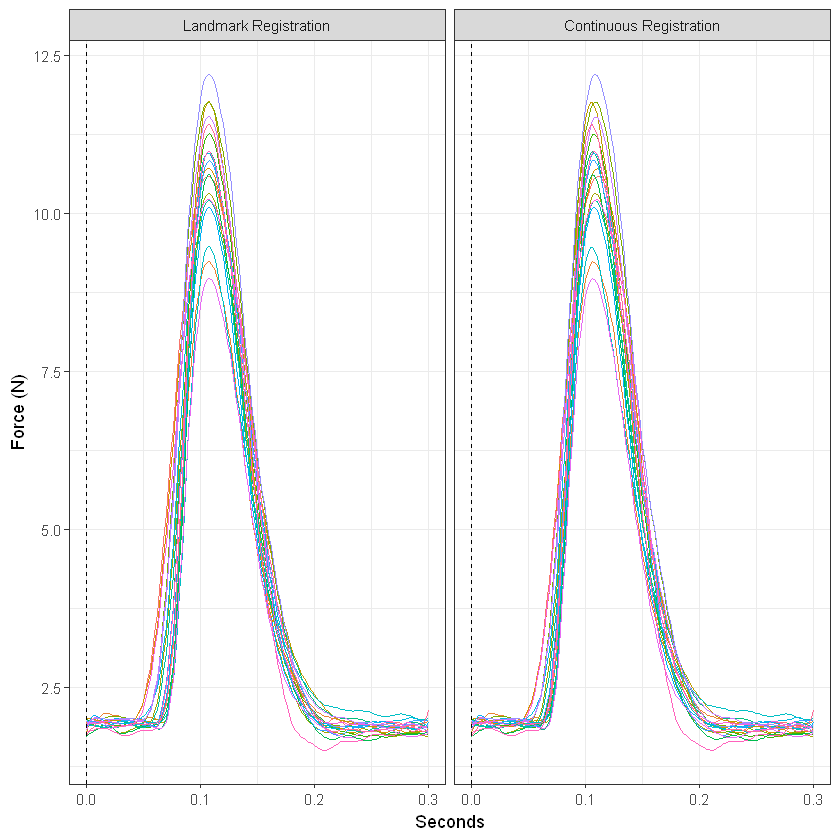 Landmark Registration
Continuous Registration
12.5
10.0
7.5
5.0
2.5
Force (N)
0.0 0.1 0.2 0.3
0.0 0.1 0.2 0.3
Seconds